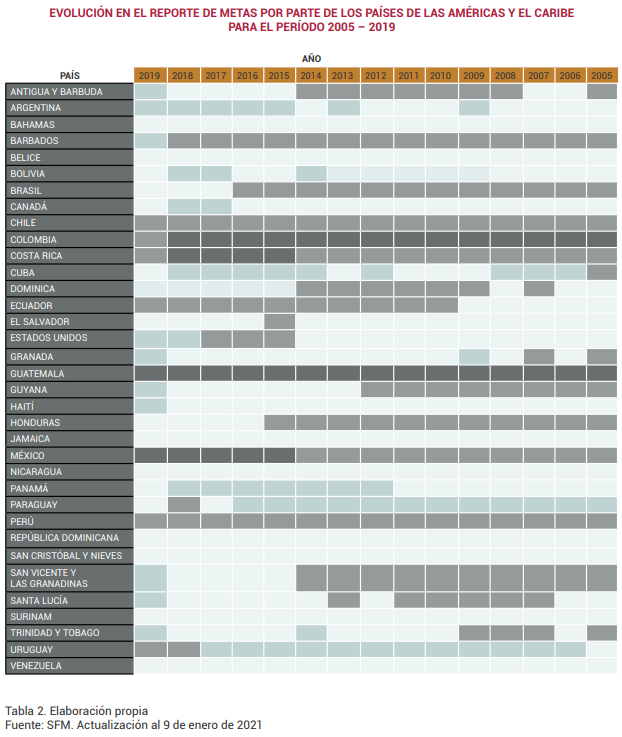 EVOLUCIÓN EN EL REPORTE DE METAS POR PARTE DE LOS PAÍSES DE LAS AMÉRICAS Y EL CARIBE
PARA EL PERÍODO 2005 – 2019
AÑO
PAÍS 2019 2018 2017 2016 2015 2014 2013 2012 2011 2010 2009 2008 2007 2006 2005
ANTIGUA Y BARBUDA
ARGENTINA
BAHAMAS
BARBADOS
BELICE
BOLIVIA
BRASIL
CANADÁ
CHILE
COLOMBIA
COSTA RICA
CUBA
DOMINICA
ECUADOR
EL SALVADOR
ESTADOS UNIDOS
GRANADA
GUATEMALA
GUYANA
HAITÍ
HONDURAS
JAMAICA
MÉXICO
NICARAGUA
PANAMÁ
PARAGUAY
PERÚ
REPÚBLICA DOMINICANA
SAN CRISTÓBAL Y NIEVES
SAN VICENTE Y
LAS GRANADINAS
SANTA LUCÍA
SURINAM
TRINIDAD Y TOBAGO
URUGUAY
VENEZUELA
Tabla 2. Elaboración propia
Fuente: SFM. Actualización al 9 de enero de 2021